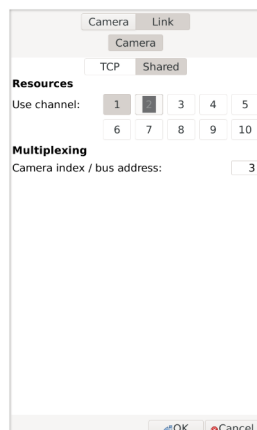 Camera Link
Camera
TCP Shared
Resources
Use channel: 1 2 3 4 5
6 7 8 9 10
Multiplexing
Camera index / bus address: 3
OK Cancel